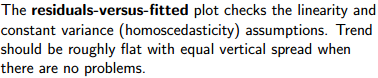 The residuals-versus-fitted plot checks the linearity and
constant variance (homoscedasticity) assumptions. Trend
should be roughly flat with equal vertical spread when
there are no problems.